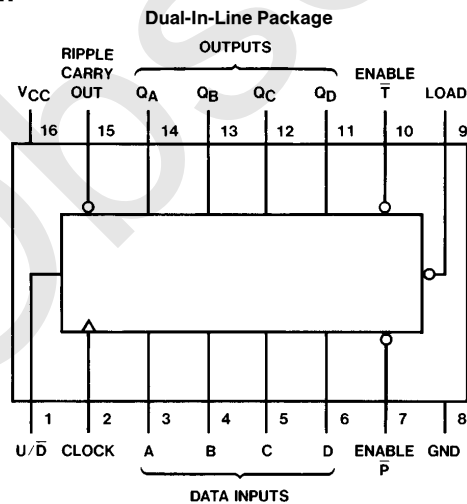 Dual-In-Line Package
OUTPUTS
RIPPLE
CARRY
OUT
VCC
QA
QB
QC
QD
ENABLE
T̅
LOAD
16
15
14
13
12
11
10
9
1
2
3
4
5
6
7
8
U/D̅
CLOCK
A
B
C
D
ENABLE
P̅
GND
DATA INPUTS